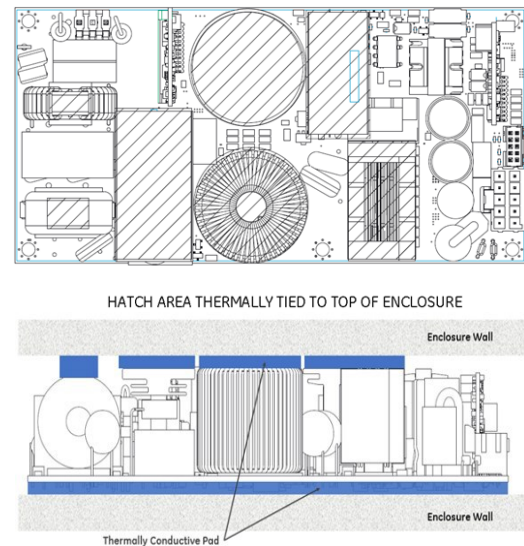 HATCH AREA THERMALLY TIED TO TOP OF ENCLOSURE
Enclosure Wall
Enclosure Wall
Thermally Conductive Pad